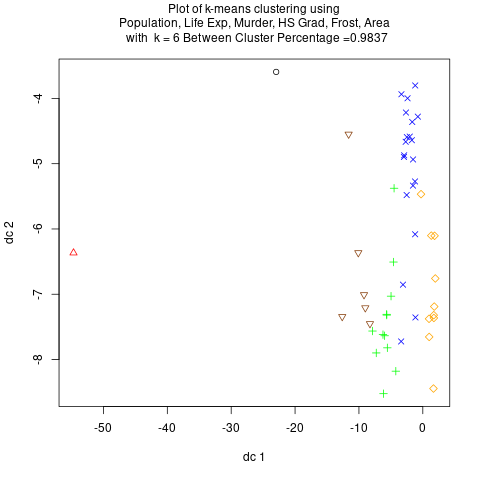 Plot of k-means clustering using
Population, Life Exp, Murder, HS Grad, Frost, Area
with  k = 6 Between Cluster Percentage =0.9837
dc 2
-4
-5
-6
-7
-8
-50
-40
-30
-20
-10
0
dc 1